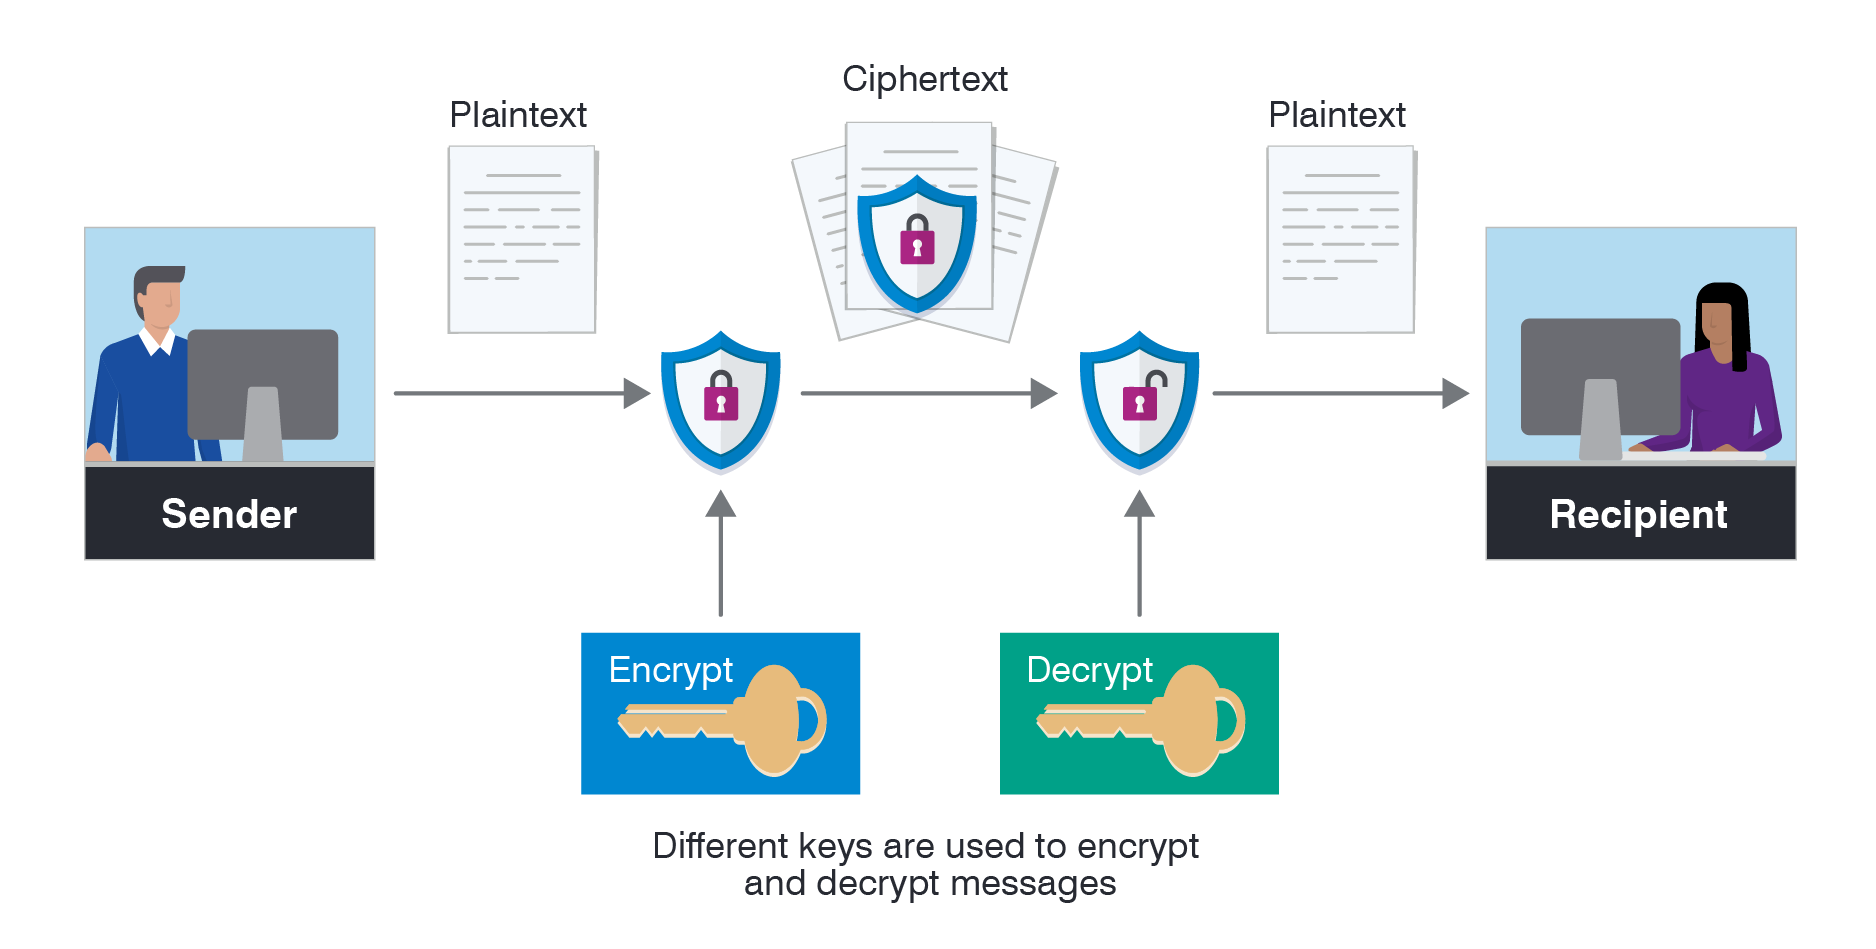 Plaintext
Ciphertext
Plaintext
Sender
Recipient
Encrypt
Decrypt
Different keys are used to encrypt
and decrypt messages